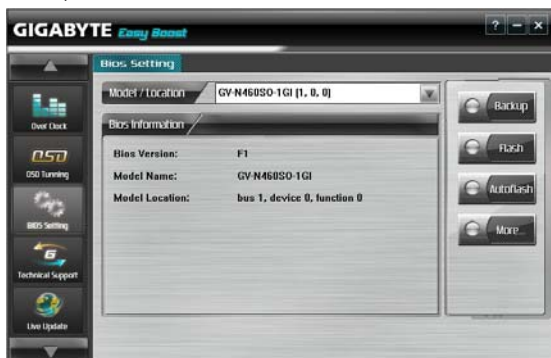 GIGABYTE Easy Boost
? - x
Bios Setting
Model / Location
GV-N460SO-1GI (1, 0, 0)
Bios Information
Bios Version: F1
Model Name: GV-N460SO-1GI
Model Location: bus 1, device 0, function 0
Over Clock
OSD
OSD Tunning
BIOS Setting
6
Technical Support
Live Update
Backup
Flash
Autoflash
More...